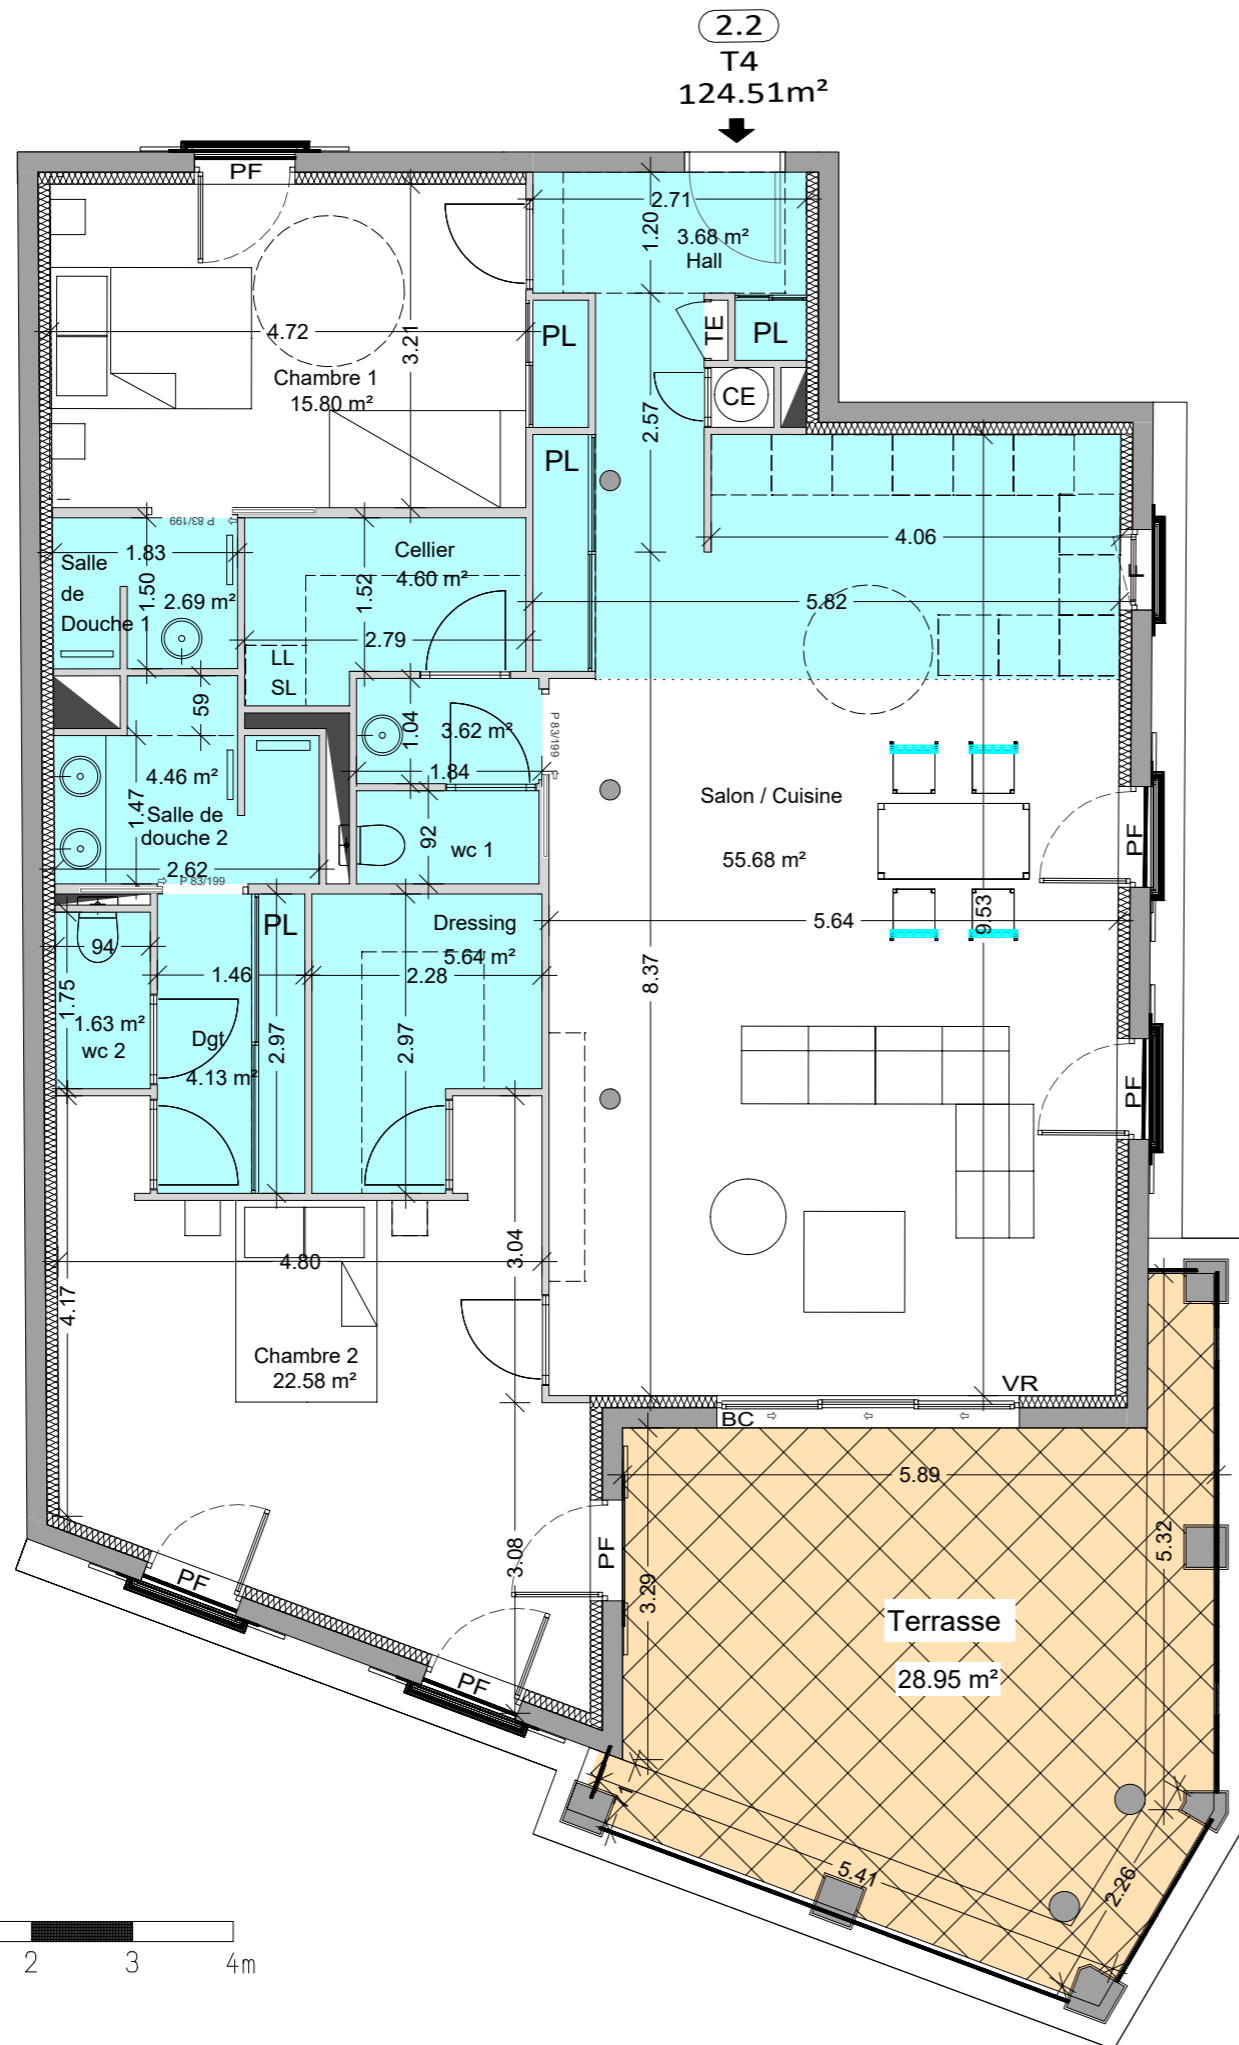 2.2
T4
124.51m²
PF
2.71
1.20
3.68 m²
Hall
4.72
3.21
Chambre 1
15.80 m²
PL
TE
PL
CE
2.57
PL
P 83/199
4.06
F
Salle
de
Douche 1
1.83
1.50
2.69 m²
Cellier
4.60 m²
1.52
2.79
LL
SL
5.82
59
1.04
3.62 m²
1.84
P 83/199
4.46 m²
1.47
Salle de
douche 2
2.62
P 83/199
92
wc 1
Salon / Cuisine
55.68 m²
PF
5.64
9.53
8.37
94
1.75
1.63 m²
wc 2
PL
1.46
Dgt
4.13 m²
2.97
Dressing
5.64 m²
2.28
2.97
PF
4.80
3.04
4.17
Chambre 2
22.58 m²
VR
BC
5.89
5.32
3.08
PF
3.29
PF
PF
Terrasse
28.95 m²
71
5.41
2.26
2
3
4m